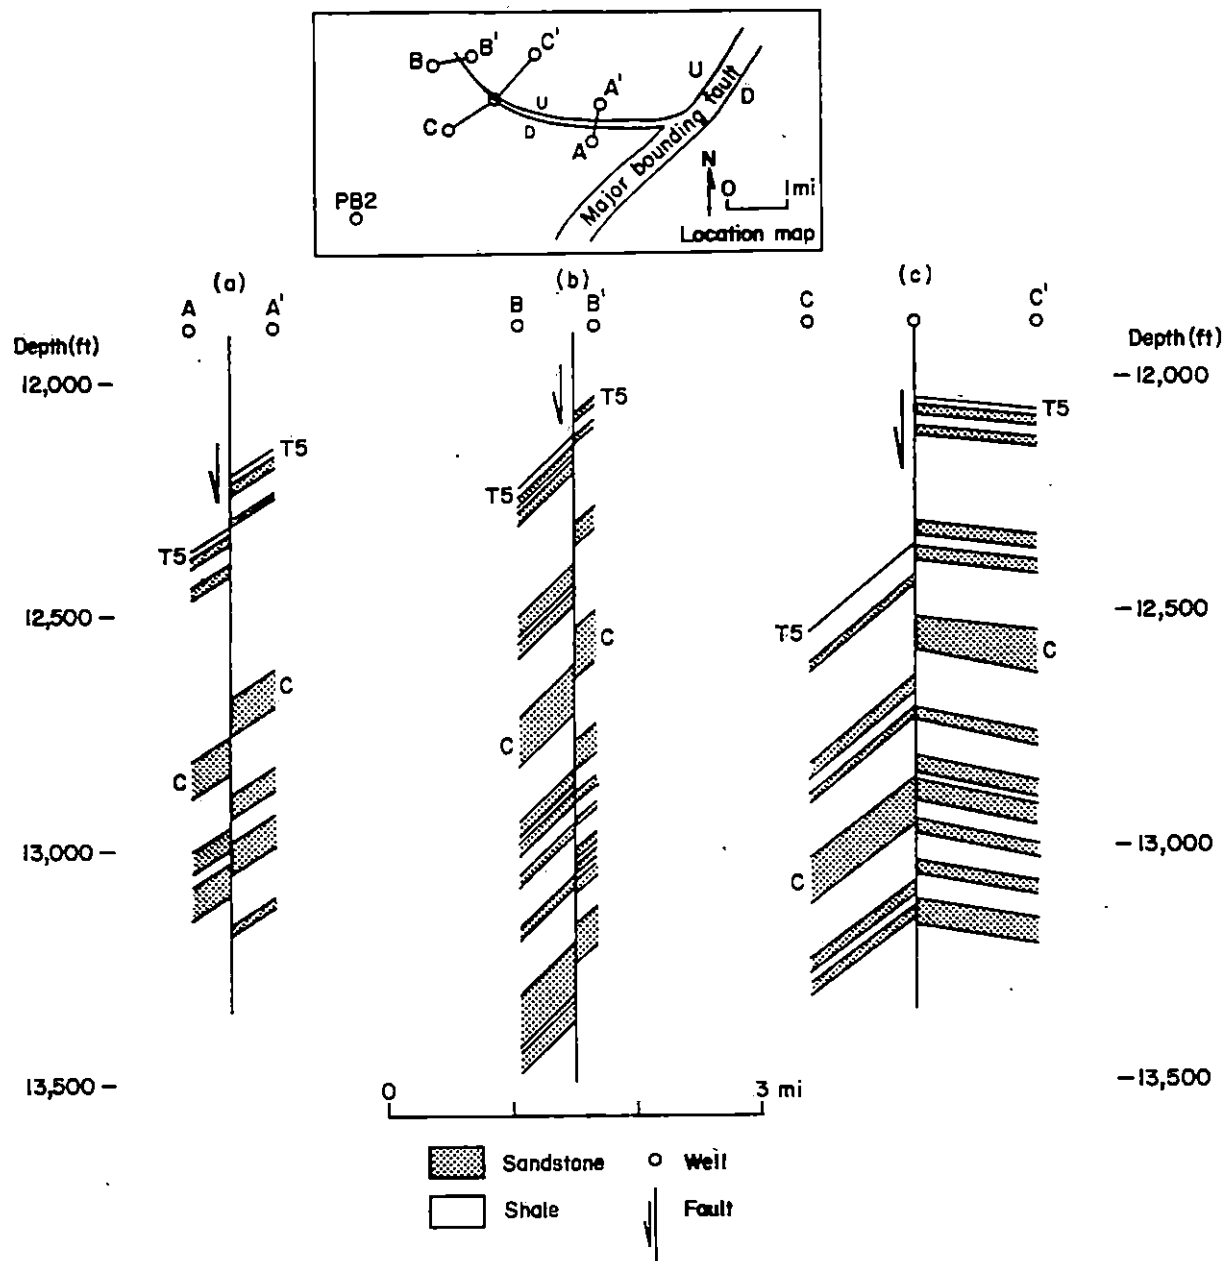 B B' C'
U
A'
U
D
C
D
A
Major bounding fault
N
0 1mi
PB2
Location map
(a) (b) (c)
A A' B B' C C'
Depth(ft) Depth(ft)
12,000 – – 12,000
T5 T5 T5
T5 T5
12,500 – – 12,500
T5
C C C
C C
C
13,000 – – 13,000
13,500 – – 13,500
0 3 mi
Sandstone Well
Shale Fault